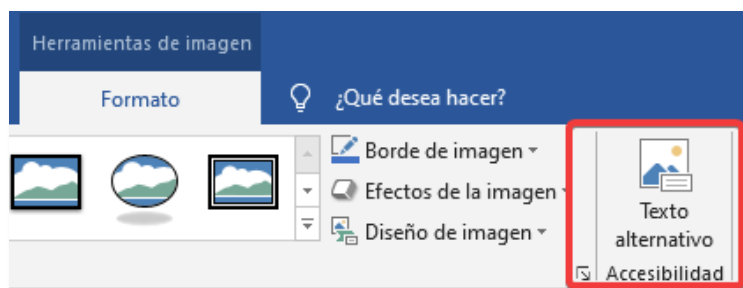 Herramientas de imagen
Formato
¿Qué desea hacer?
Borde de imagen
Efectos de la imagen
Diseño de imagen
Texto
alternativo
Accesibilidad